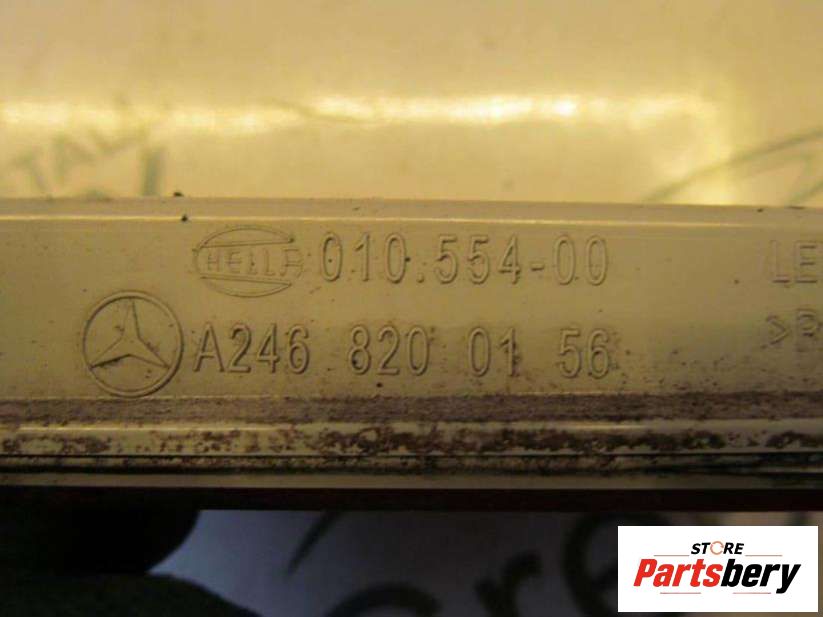 HELLA 010.554-00
A246 820 01 56
STORE
Partsbery